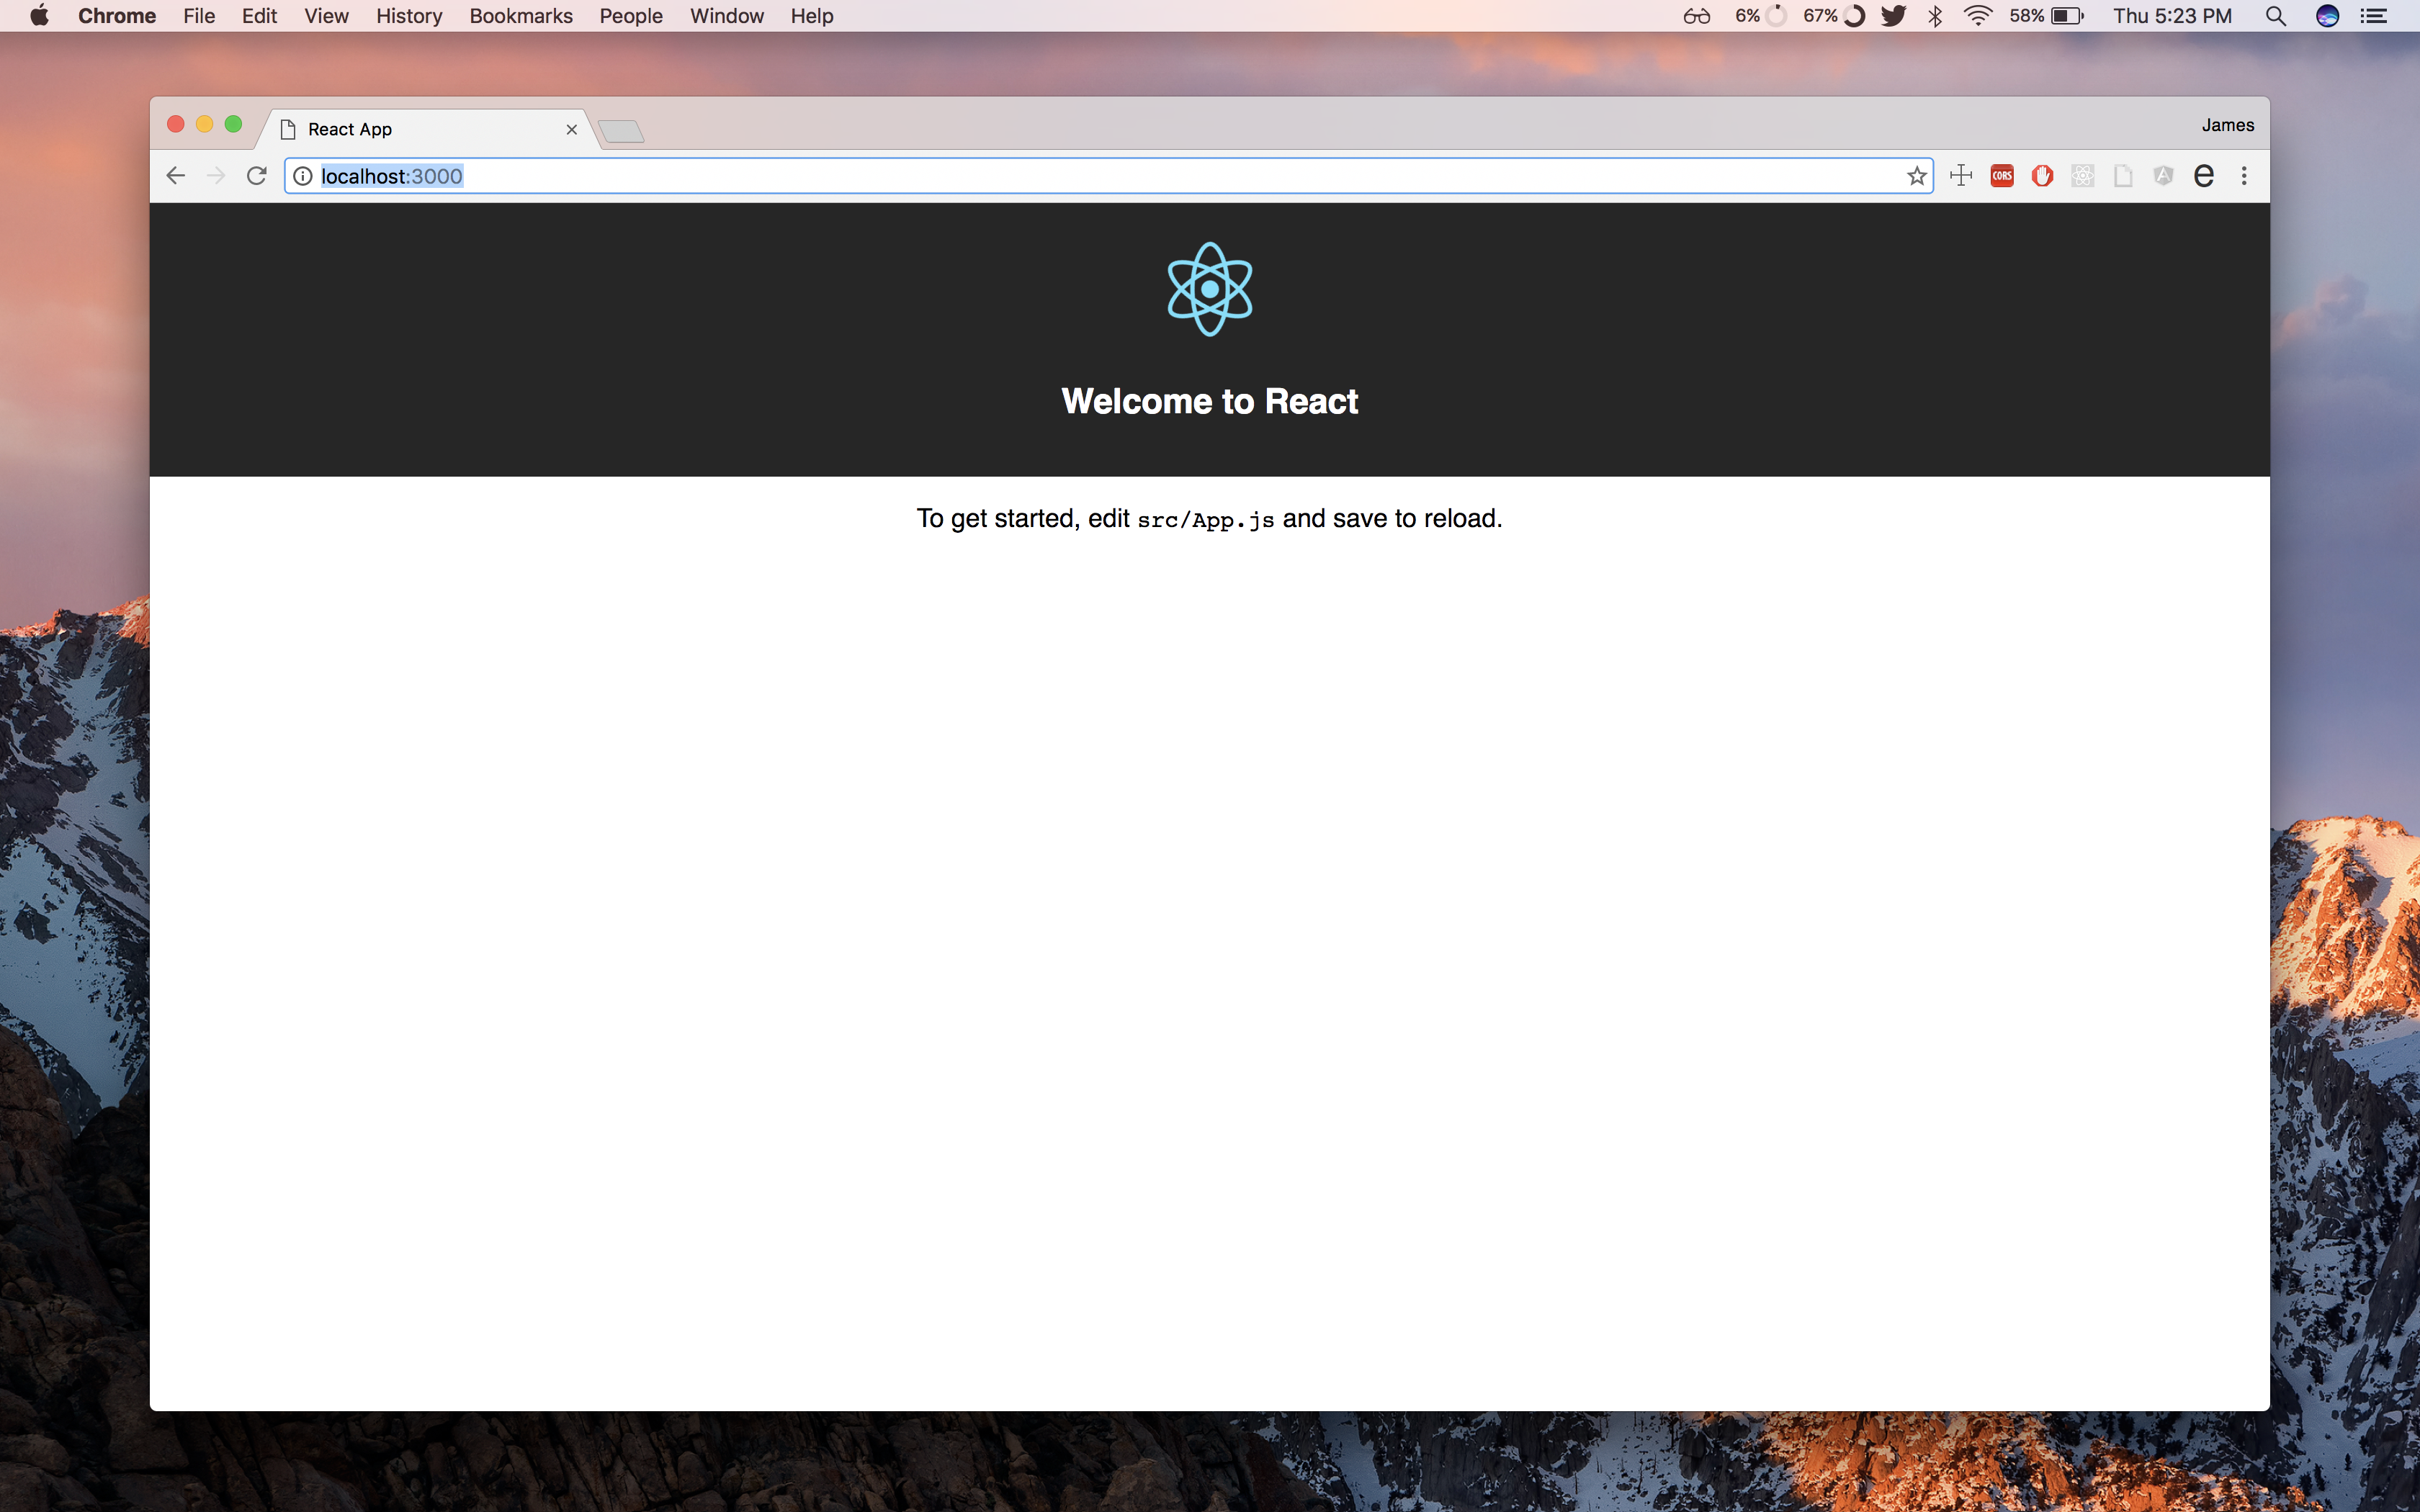 Chrome File Edit View History Bookmarks People Window Help 6% 67% 58% Thu 5:23 PM
React App James
localhost:3000 CORS
Welcome to React
To get started, edit src/App.js and save to reload.